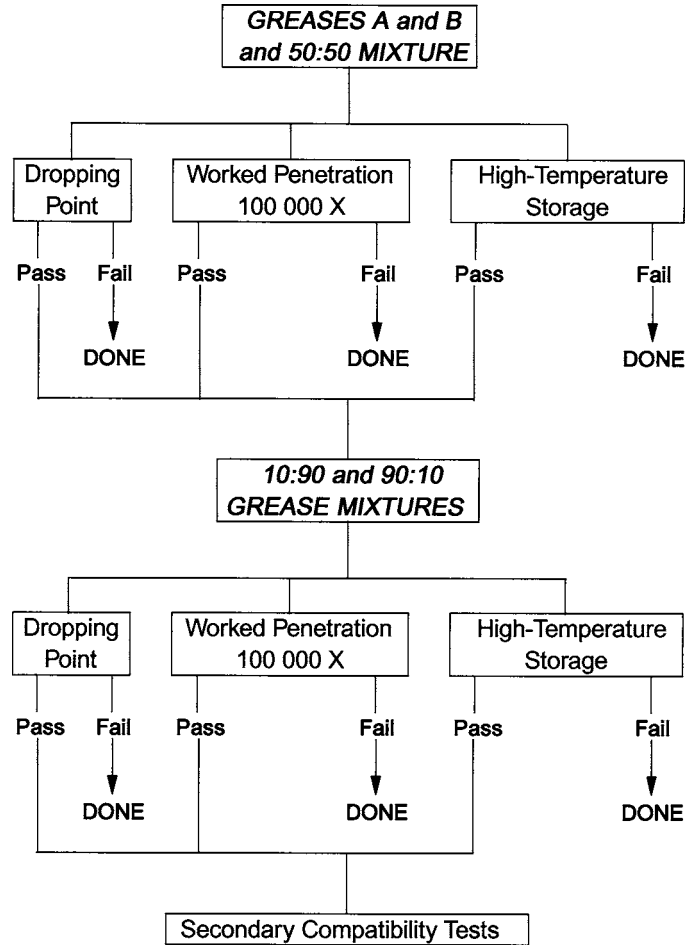 GREASES A and B
and 50:50 MIXTURE
Dropping
Point
Worked Penetration
100 000 X
High-Temperature
Storage
Pass
Fail
Pass
Fail
Pass
Fail
DONE
DONE
DONE
10:90 and 90:10
GREASE MIXTURES
Dropping
Point
Worked Penetration
100 000 X
High-Temperature
Storage
Pass
Fail
Pass
Fail
Pass
Fail
DONE
DONE
DONE
Secondary Compatibility Tests